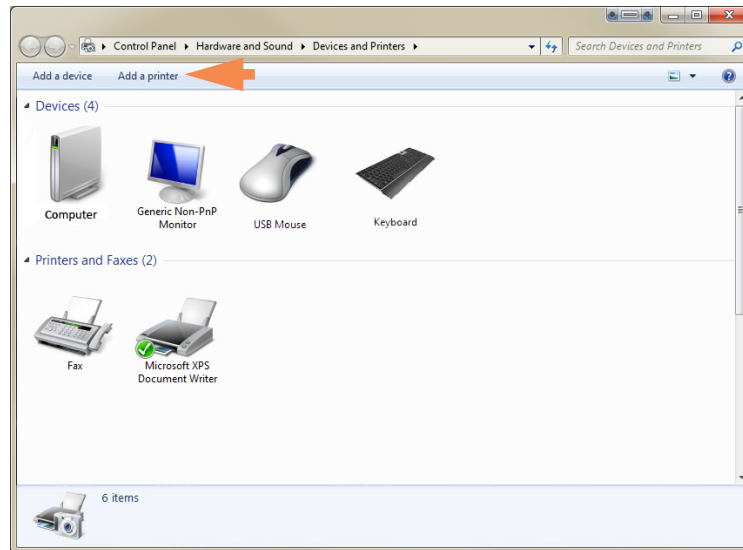 Control Panel Hardware and Sound Devices and Printers Search Devices and Printers
Add a device Add a printer
Devices (4)
Computer
Generic Non-PnP
Monitor
USB Mouse
Keyboard
Printers and Faxes (2)
Fax
Microsoft XPS
Document Writer
6 items